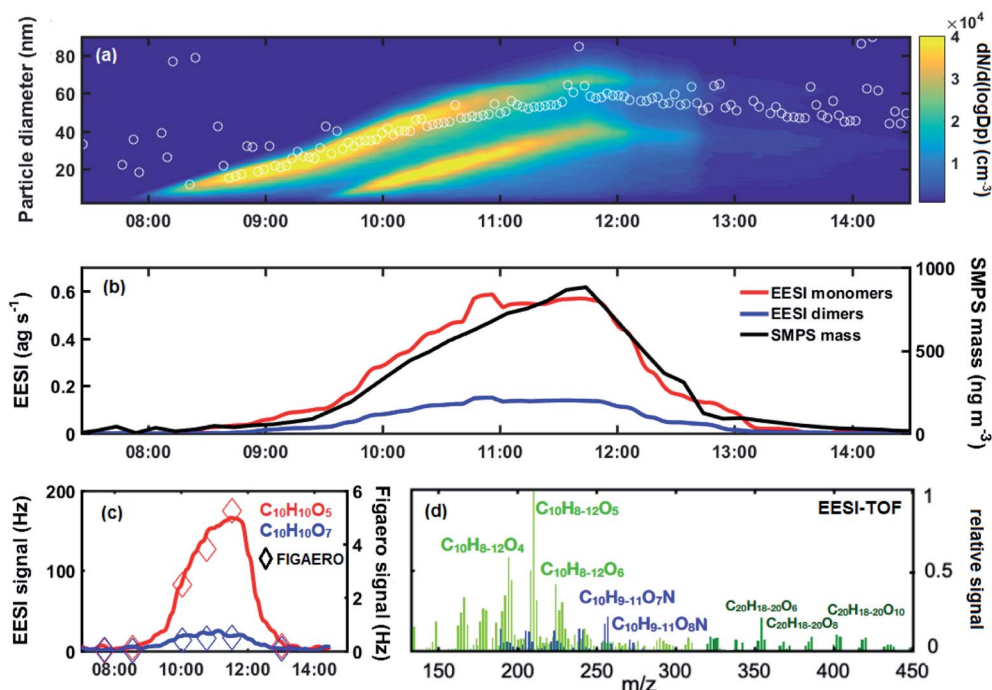 (a)
Particle diameter (nm)
80
60
40
20
08:00 09:00 10:00 11:00 12:00 13:00 14:00
×10⁴
4
3
2
1
dN/d(logDp) (cm⁻³)
(b)
EESI (ag s⁻¹)
0.6
0.4
0.2
0
EESI monomers
EESI dimers
SMPS mass
1000
500
0
SMPS mass (ng m⁻³)
08:00 09:00 10:00 11:00 12:00 13:00 14:00
(c)
EESI signal (Hz)
200
100
0
C₁₀H₁₀O₅
C₁₀H₁₀O₇
FIGAERO
6
4
2
0
Figaero signal (Hz)
08:00 10:00 12:00 14:00
(d)
EESI-TOF
C₁₀H₈₋₁₂O₅
C₁₀H₈₋₁₂O₄
C₁₀H₈₋₁₂O₆
C₁₀H₉₋₁₁O₇N
C₁₀H₉₋₁₁O₈N
C₂₀H₁₈₋₂₀O₆
C₂₀H₁₈₋₂₀O₈
C₂₀H₁₈₋₂₀O₁₀
1
0.5
0
relative signal
150 200 250 300 350 400 450
m/z